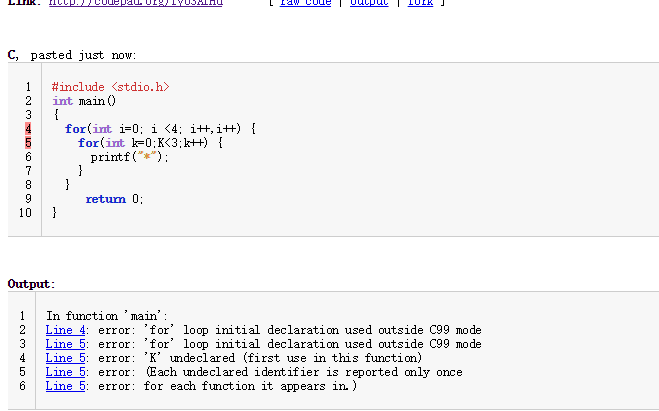 Link: http://codepad.org/ [ raw code | output | fork ]
C, pasted just now:
1 #include <stdio.h>
2 int main()
3 {
4 for(int i=0; i <4; i++,i++) {
5 for(int k=0;K<3;k++) {
6 printf("*");
7 }
8 }
9 return 0;
10 }
Output:
1 In function 'main':
2 Line 4: error: 'for' loop initial declaration used outside C99 mode
3 Line 5: error: 'for' loop initial declaration used outside C99 mode
4 Line 5: error: 'K' undeclared (first use in this function)
5 Line 5: error: (Each undeclared identifier is reported only once
6 Line 5: error: for each function it appears in.)